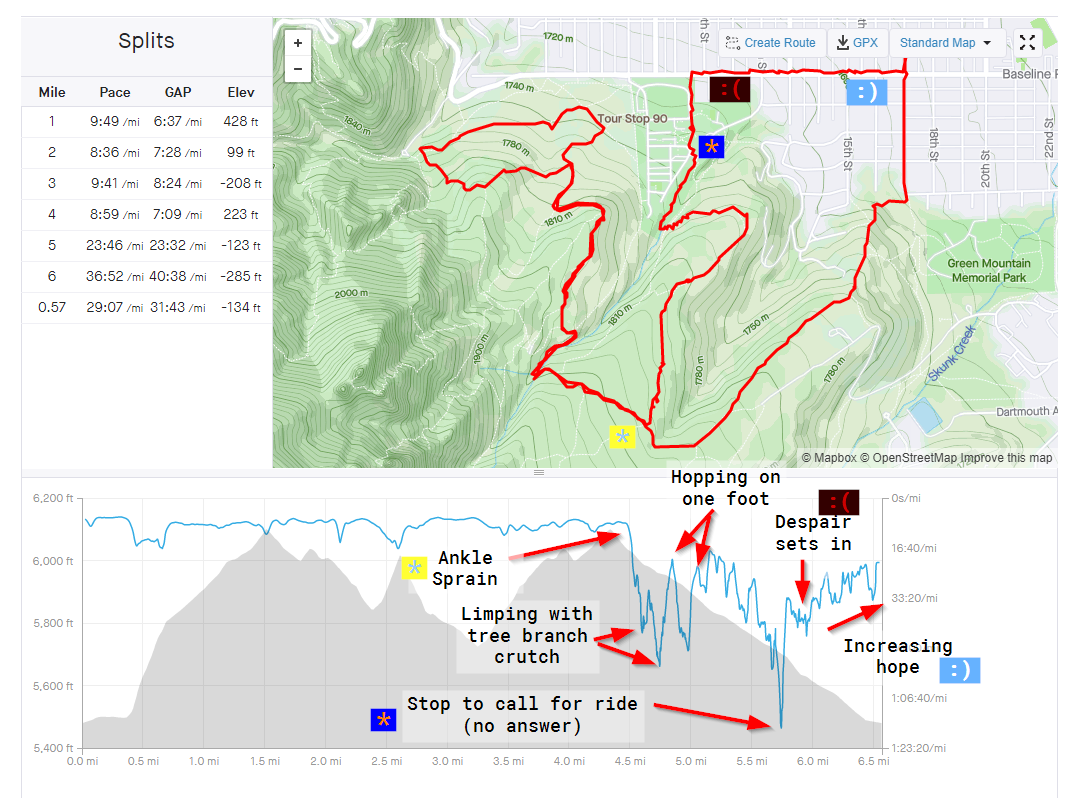 Splits
Mile Pace GAP Elev
1 9:49 /mi 6:37 /mi 428 ft
2 8:36 /mi 7:28 /mi 99 ft
3 9:41 /mi 8:24 /mi -208 ft
4 8:59 /mi 7:09 /mi 223 ft
5 23:46 /mi 23:32 /mi -123 ft
6 36:52 /mi 40:38 /mi -285 ft
0.57 29:07 /mi 31:43 /mi -134 ft
+
−
1720 m
th St
Create Route
GPX
Standard Map
Baseline
1740 m
:(
:)
Tour Stop 90
1840 m
*
1780 m
15th St
18th St
20th St
22nd St
1810 m
Green Mountain
Memorial Park
2000 m
1810 m
1750 m
1900 m
1780 m
1780 m
Skunk Creek
Dartmouth A
*
© Mapbox © OpenStreetMap Improve this map
6,200 ft
6,000 ft
5,800 ft
5,600 ft
5,400 ft
Hopping on
one foot
:(
Despair
sets in
* Ankle
Sprain
Limping with
tree branch
crutch
Increasing
hope :)
* Stop to call for ride
(no answer)
0s/mi
16:40/mi
33:20/mi
1:06:40/mi
1:23:20/mi
0.0 mi 0.5 mi 1.0 mi 1.5 mi 2.0 mi 2.5 mi 3.0 mi 3.5 mi 4.0 mi 4.5 mi 5.0 mi 5.5 mi 6.0 mi 6.5 mi